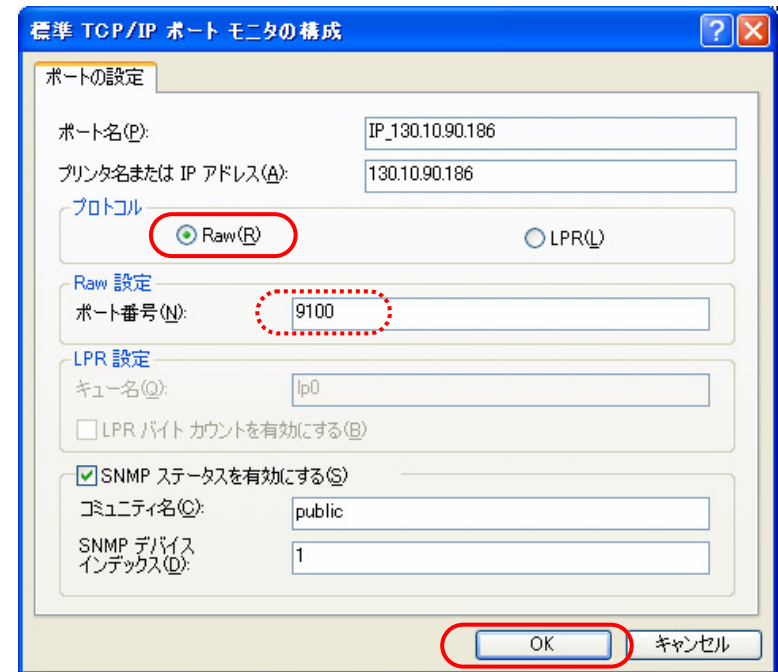 標準 TCP/IP ポート モニタの構成
ポートの設定
ポート名(P):
IP_130.10.90.186
プリンタ名または IP アドレス(A):
130.10.90.186
プロトコル
Raw(R)
LPR(L)
Raw 設定
ポート番号(N):
9100
LPR 設定
キュー名(Q):
lp0
LPR バイト カウントを有効にする(B)
SNMP ステータスを有効にする(S)
コミュニティ名(C):
public
SNMP デバイス
インデックス(D):
1
OK
キャンセル